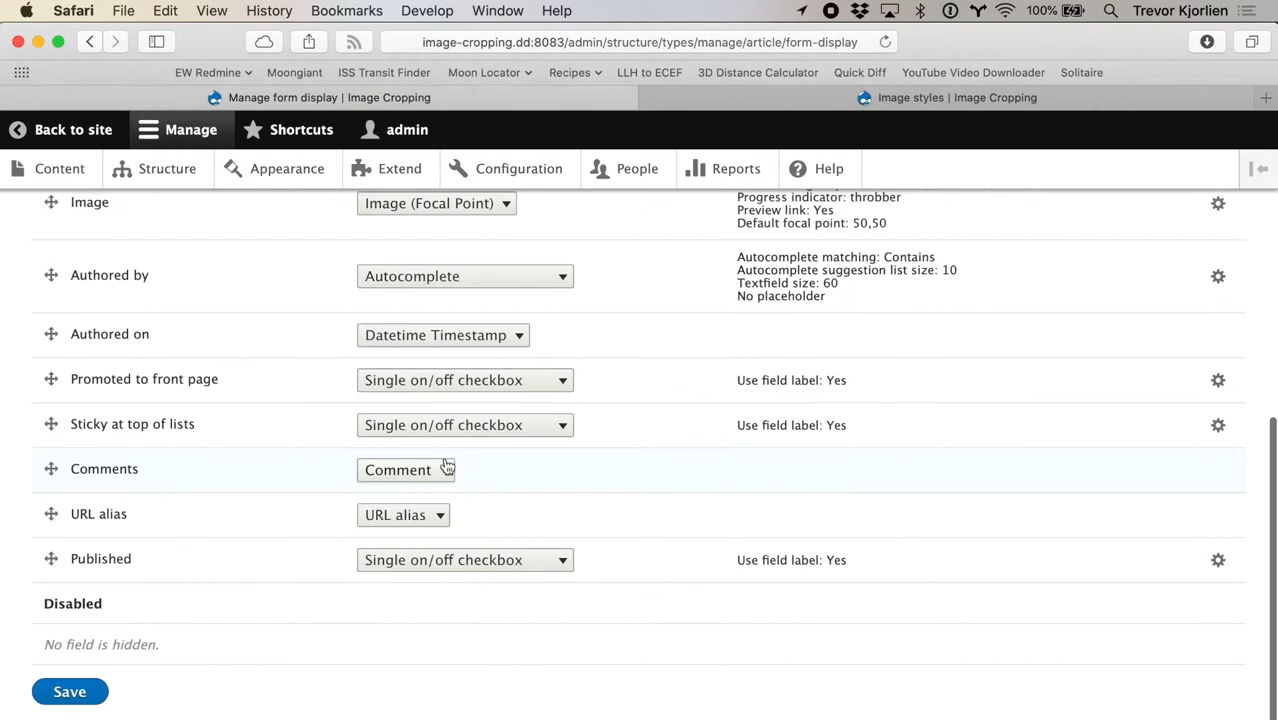 Safari File Edit View History Bookmarks Develop Window Help 100% Trevor Kjorlien
image-cropping.dd:8083/admin/structure/types/manage/article/form-display
EW Redmine Moongiant ISS Transit Finder Moon Locator Recipes LLH to ECEF 3D Distance Calculator Quick Diff YouTube Video Downloader Solitaire
Manage form display | Image Cropping Image styles | Image Cropping
Back to site Manage Shortcuts admin
Content Structure Appearance Extend Configuration People Reports Help
Progress indicator: throbber
Image Image (Focal Point) Preview link: Yes
Default focal point: 50,50
Autocomplete matching: Contains
Authored by Autocomplete Autocomplete suggestion list size: 10
Textfield size: 60
No placeholder
Authored on Datetime Timestamp
Promoted to front page Single on/off checkbox Use field label: Yes
Sticky at top of lists Single on/off checkbox Use field label: Yes
Comments Comment
URL alias URL alias
Published Single on/off checkbox Use field label: Yes
Disabled
No field is hidden.
Save